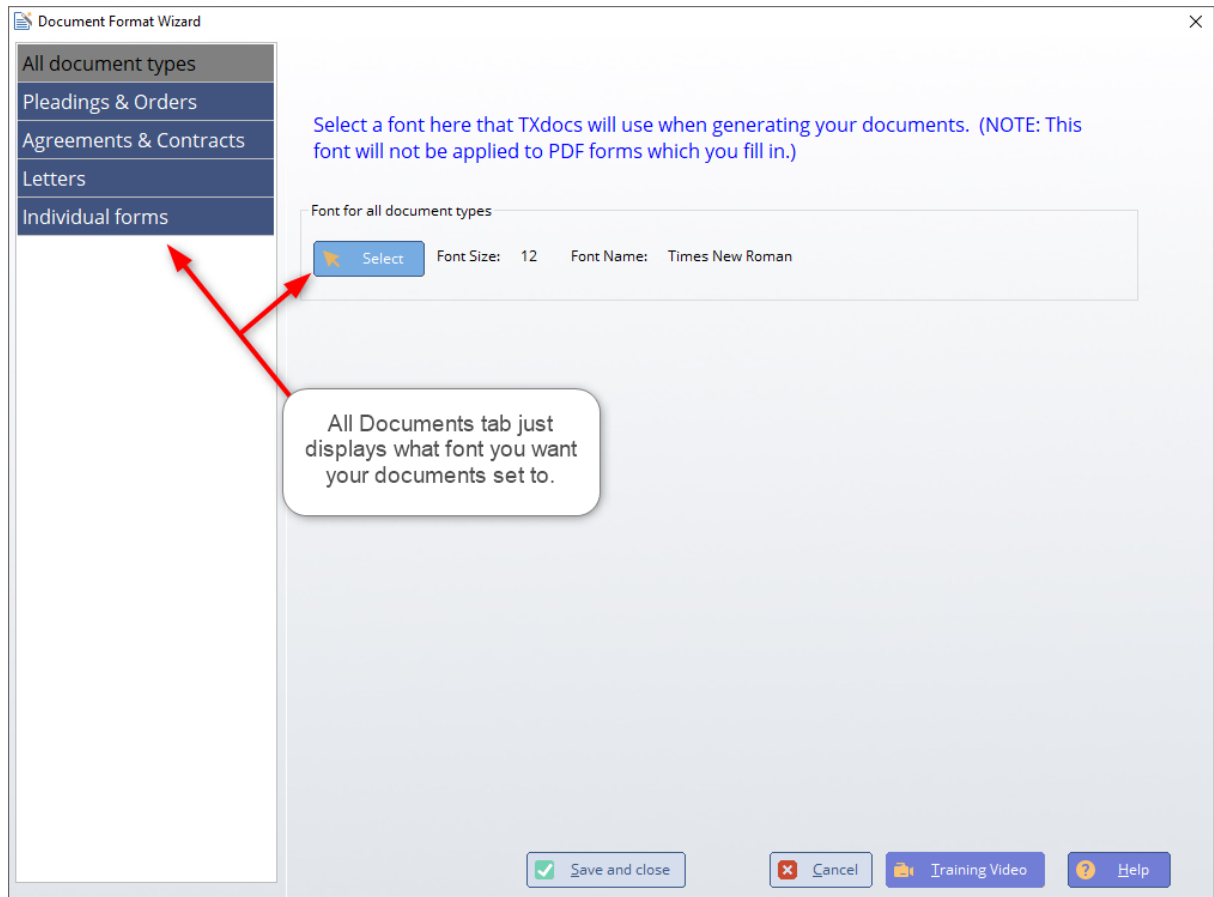 Document Format Wizard
All document types
Pleadings & Orders
Agreements & Contracts
Letters
Individual forms
Select a font here that TXdocs will use when generating your documents.  (NOTE: This
font will not be applied to PDF forms which you fill in.)
Font for all document types
Select Font Size: 12 Font Name: Times New Roman
All Documents tab just
displays what font you want
your documents set to.
Save and close Cancel Training Video ? Help